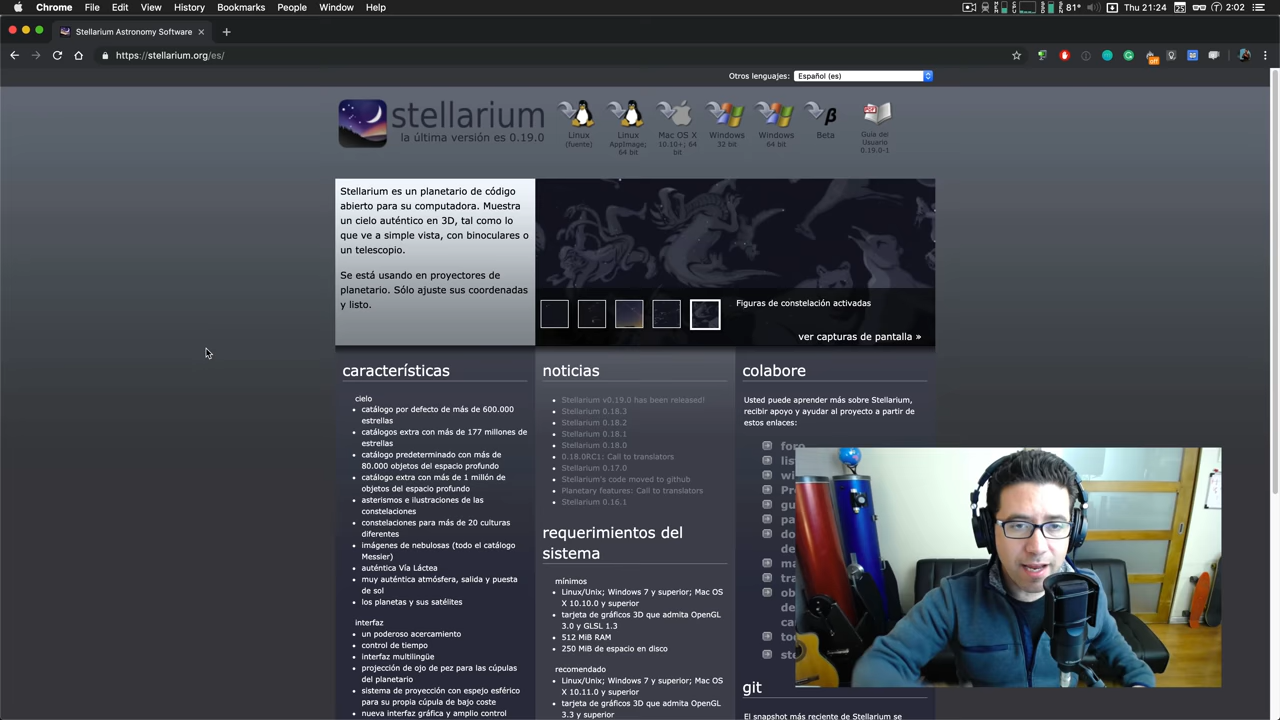 Chrome File Edit View History Bookmarks People Window Help
81% Thu 21:24 2:02
Stellarium Astronomy Software
https://stellarium.org/es/
off
Otros lenguajes: Español (es)
stellarium
la última versión es 0.19.0
Linux
(fuente)
Linux
AppImage;
64 bit
Mac OS X
10.10+; 64
bit
Windows
32 bit
Windows
64 bit
β
Beta
Guía del
Usuario
0.19.0-1
Stellarium es un planetario de código
abierto para su computadora. Muestra
un cielo auténtico en 3D, tal como lo
que ve a simple vista, con binoculares o
un telescopio.
Se está usando en proyectores de
planetario. Sólo ajuste sus coordenadas
y listo.
Figuras de constelación activadas
ver capturas de pantalla »
características
cielo
catálogo por defecto de más de 600.000
estrellas
catálogos extra con más 177 millones de
estrellas
catálogo predeterminado con más de
80.000 objetos del espacio profundo
catálogo extra con más de 1 millón de
objetos del espacio profundo
asterismos e ilustraciones de las
constelaciones
constelaciones para más de 20 culturas
diferentes
imágenes de nebulosas (todo el catálogo
Messier)
auténtica Vía Láctea
muy auténtica atmósfera, salida y puesta
de sol
los planetas y sus satélites
interfaz
un poderoso acercamiento
control de tiempo
interfaz multilingüe
projección de ojo de pez para las cúpulas
del planetario
sistema de proyección con espejo esférico
para su propia cúpula de bajo coste
nueva interfaz gráfica y amplio control
noticias
Stellarium v0.19.0 has been released!
Stellarium 0.18.3
Stellarium 0.18.2
Stellarium 0.18.1
Stellarium 0.18.0
0.18.0RC1: Call to translators
Stellarium 0.17.0
Stellarium's code moved to github
Planetary features: Call to translators
Stellarium 0.16.1
requerimientos del
sistema
mínimos
Linux/Unix; Windows 7 y superior; Mac OS
X 10.10.0 y superior
tarjeta de gráficos 3D que admita OpenGL
3.0 y GLSL 1.3
512 MiB RAM
250 MiB de espacio en disco
recomendado
Linux/Unix; Windows 7 y superior; Mac OS
X 10.11.0 y superior
tarjeta de gráficos 3D que admita OpenGL
3.3 y superior
colabore
Usted puede aprender más sobre Stellarium,
recibir apoyo y ayudar al proyecto a partir de
estos enlaces:
foro
git
El snapshot más reciente de Stellarium se